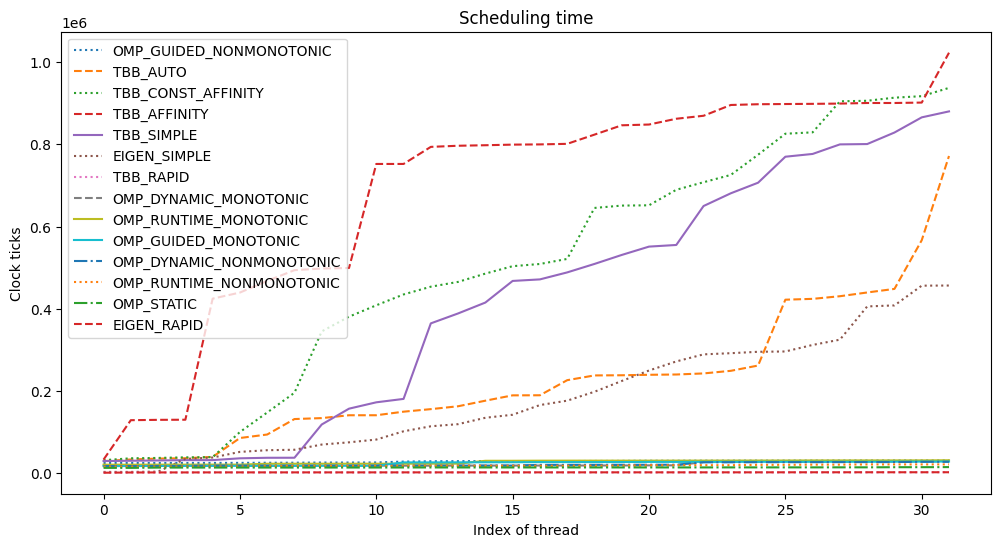 Scheduling time
1e6
OMP_GUIDED_NONMONOTONIC
TBB_AUTO
TBB_CONST_AFFINITY
TBB_AFFINITY
TBB_SIMPLE
EIGEN_SIMPLE
TBB_RAPID
OMP_DYNAMIC_MONOTONIC
OMP_RUNTIME_MONOTONIC
OMP_GUIDED_MONOTONIC
OMP_DYNAMIC_NONMONOTONIC
OMP_RUNTIME_NONMONOTONIC
OMP_STATIC
EIGEN_RAPID
Clock ticks
1.0
0.8
0.6
0.4
0.2
0.0
0 5 10 15 20 25 30
Index of thread